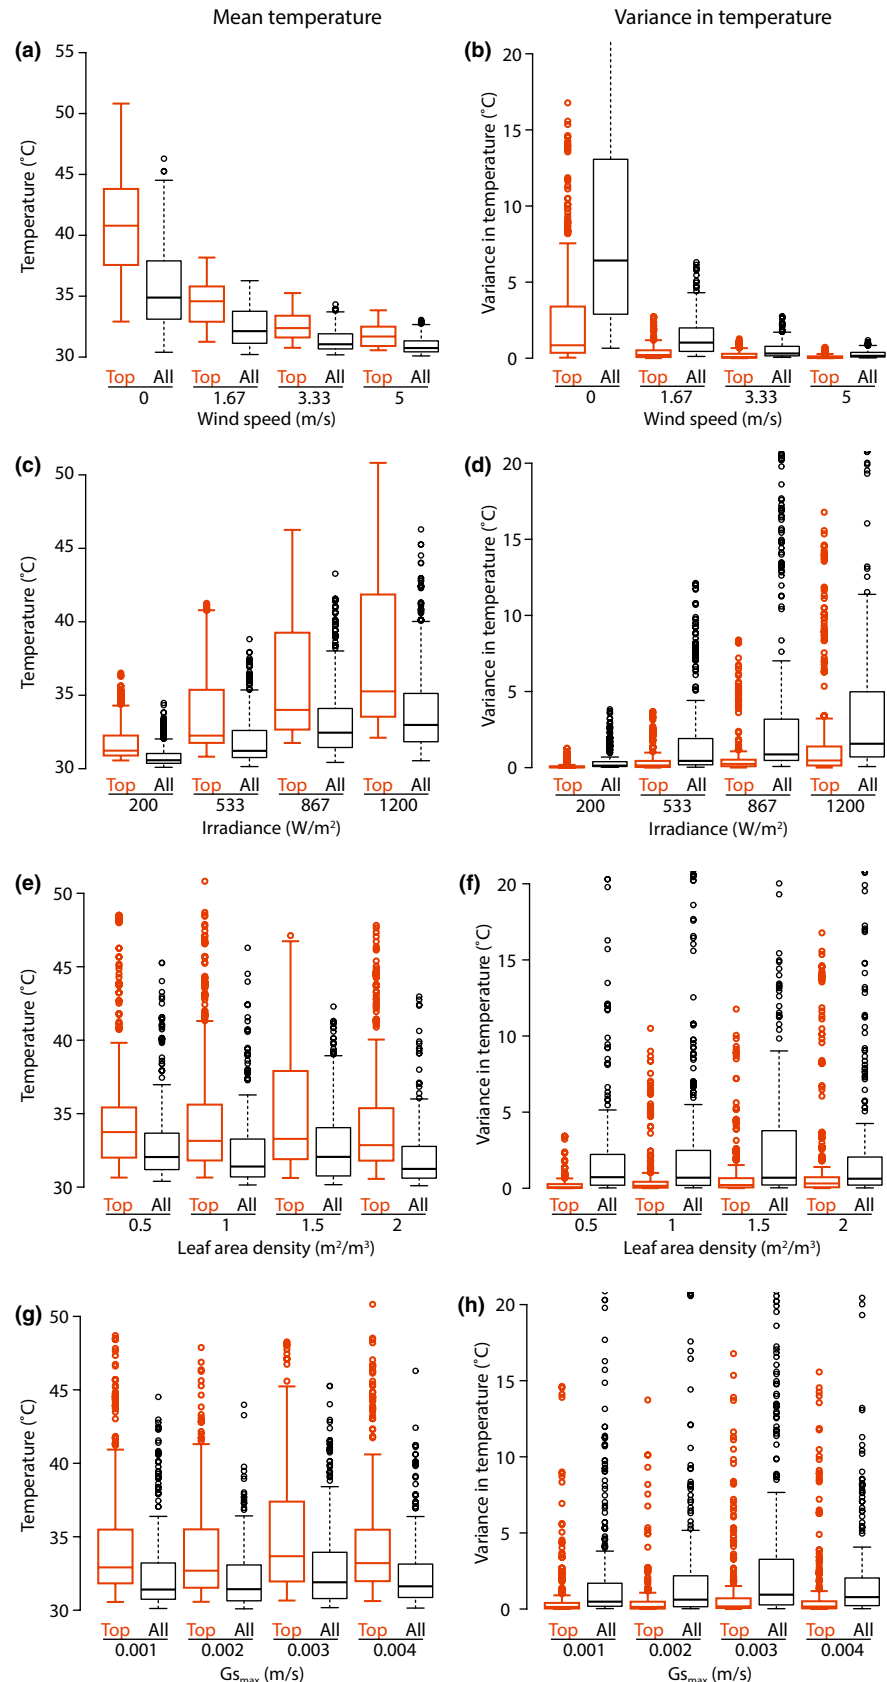 Mean temperature
Variance in temperature
(a)
55
50
45
40
35
30
Temperature (˚C)
Top All Top All Top All Top All
0 1.67 3.33 5
Wind speed (m/s)
(b)
20
15
10
5
0
Variance in temperature (˚C)
Top All Top All Top All Top All
0 1.67 3.33 5
Wind speed (m/s)
(c)
50
45
40
35
30
Temperature (˚C)
Top All Top All Top All Top All
200 533 867 1200
Irradiance (W/m²)
(d)
20
15
10
5
0
Variance in temperature (˚C)
Top All Top All Top All Top All
200 533 867 1200
Irradiance (W/m²)
(e)
50
45
40
35
30
Temperature (˚C)
Top All Top All Top All Top All
0.5 1 1.5 2
Leaf area density (m²/m³)
(f)
20
15
10
5
0
Variance in temperature (˚C)
Top All Top All Top All Top All
0.5 1 1.5 2
Leaf area density (m²/m³)
(g)
50
45
40
35
30
Temperature (˚C)
Top All Top All Top All Top All
0.001 0.002 0.003 0.004
Gsmax (m/s)
(h)
20
15
10
5
0
Variance in temperature (˚C)
Top All Top All Top All Top All
0.001 0.002 0.003 0.004
Gsmax (m/s)